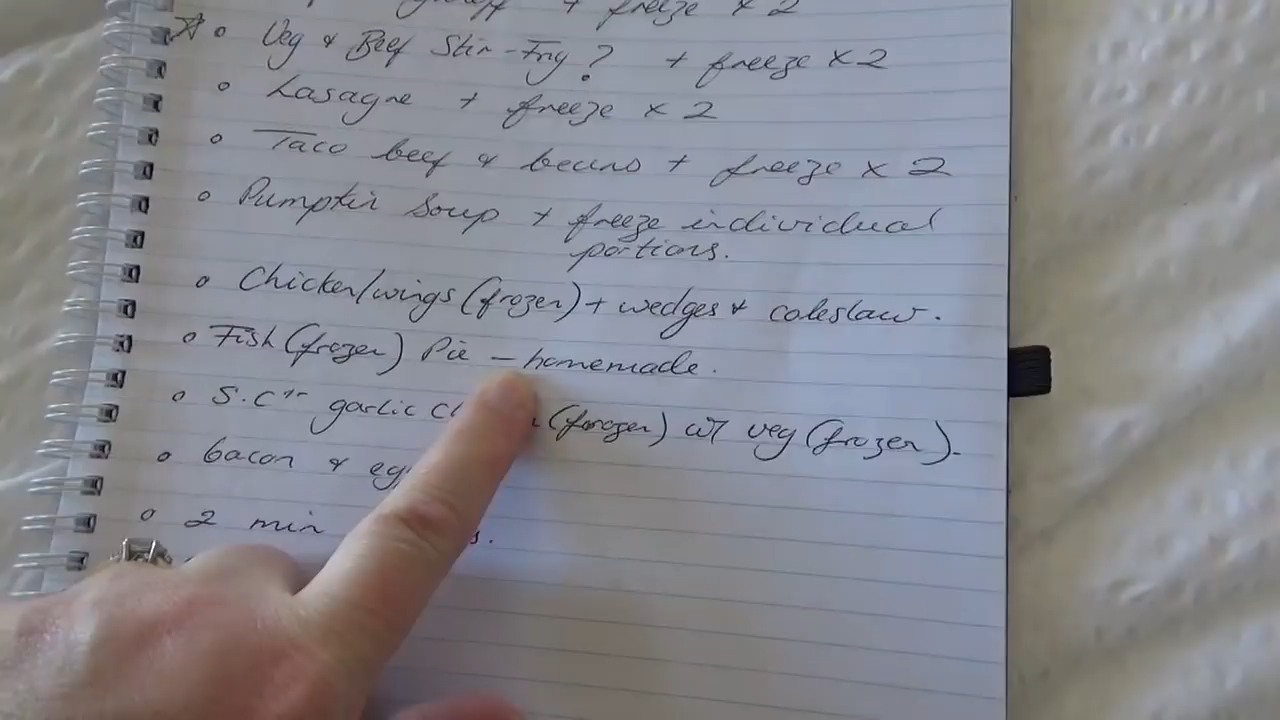 + freeze x 2
• Veg & Beef Stir-Fry? + freeze x 2
• Lasagne + freeze x 2
• Taco beef & beans + freeze x 2
• Pumpkin Soup + freeze individual
portions.
• Chicken/wings (frozen) + wedges & coleslaw.
• Fish (frozen) Pie - homemade.
• garlic (frozen) w/ veg (frozen).
• bacon &
• 2 min